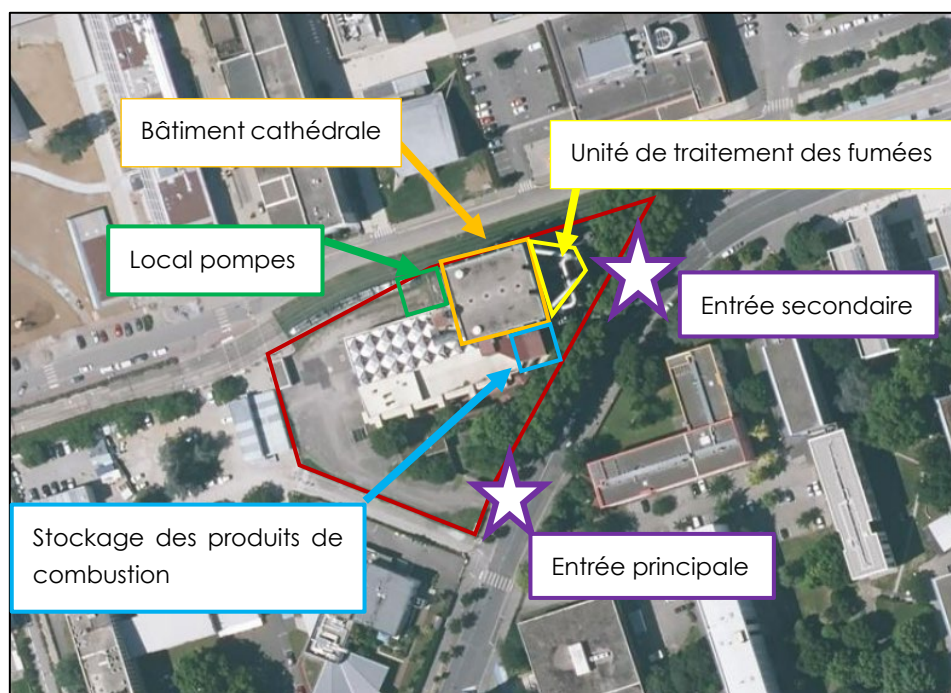 Bâtiment cathédrale
Unité de traitement des fumées
Local pompes
Entrée secondaire
Stockage des produits de
combustion
Entrée principale